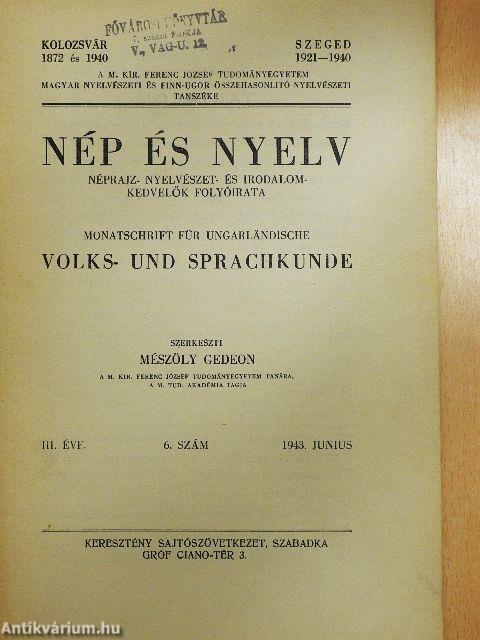 FŐVÁROSI KÖNYVTÁR
FIÓKJA
V., VÁG-U. 12.
KOLOZSVÁR SZEGED
1872 és 1940 1921—1940
A M. KIR. FERENC JÓZSEF TUDOMÁNYEGYETEM
MAGYAR NYELVÉSZETI ÉS FINN-UGOR ÖSSZEHASONLITÓ NYELVÉSZETI
TANSZÉKE
NÉP ÉS NYELV
NÉPRAJZ- NYELVÉSZET- ÉS IRODALOM-
KEDVELŐK FOLYÓIRATA
MONATSCHRIFT FÜR UNGARLÄNDISCHE
VOLKS- UND SPRACHKUNDE
SZERKESZTI
MÉSZÖLY GEDEON
A M. KIR. FERENC JÓZSEF TUDOMÁNYEGYETEM TANÁRA,
A M. TUD. AKADÉMIA TAGJA
III. ÉVF. 6. SZÁM 1943. JUNIUS
KERESZTÉNY SAJTÓSZÖVETKEZET, SZABADKA
GRÓF CIANO-TÉR 3.
Antikvárium.hu